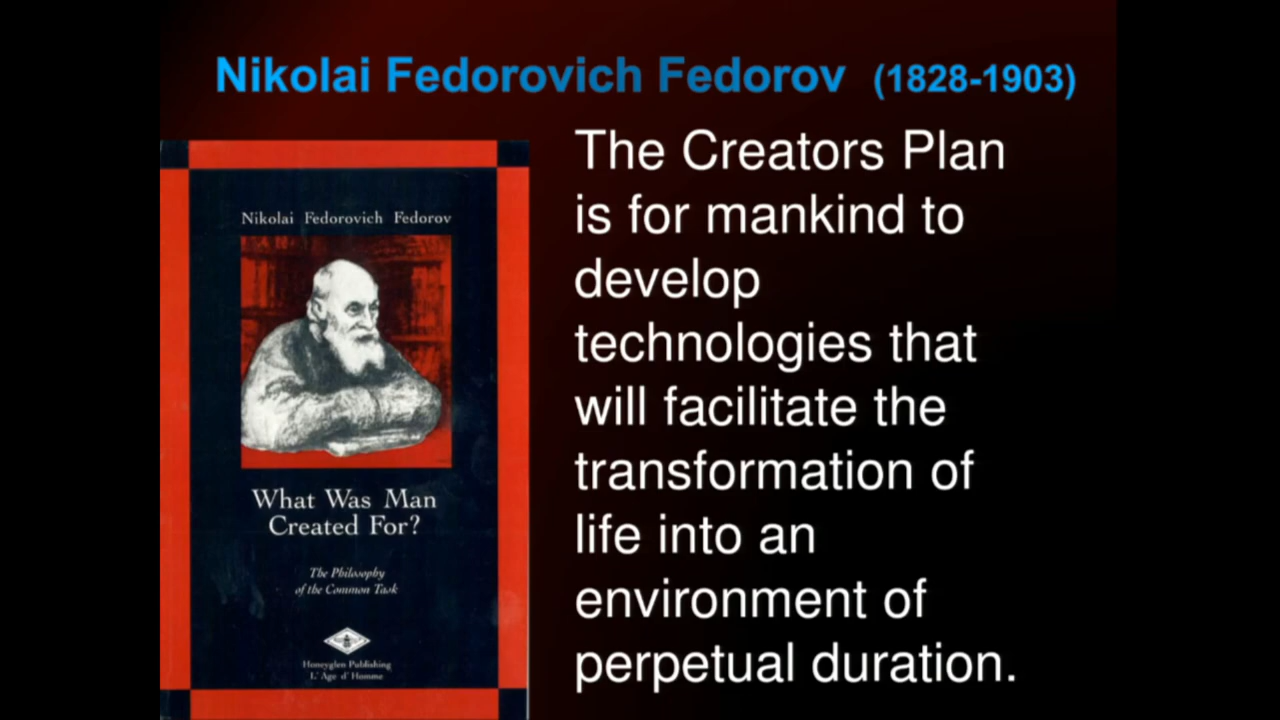 Nikolai Fedorovich Fedorov (1828-1903)
Nikolai Fedorovich Fedorov
What Was Man
Created For?
The Philosophy
of the Common Task
Honeyglen Publishing
L'Age d'Homme
The Creators Plan
is for mankind to
develop
technologies that
will facilitate the
transformation of
life into an
environment of
perpetual duration.